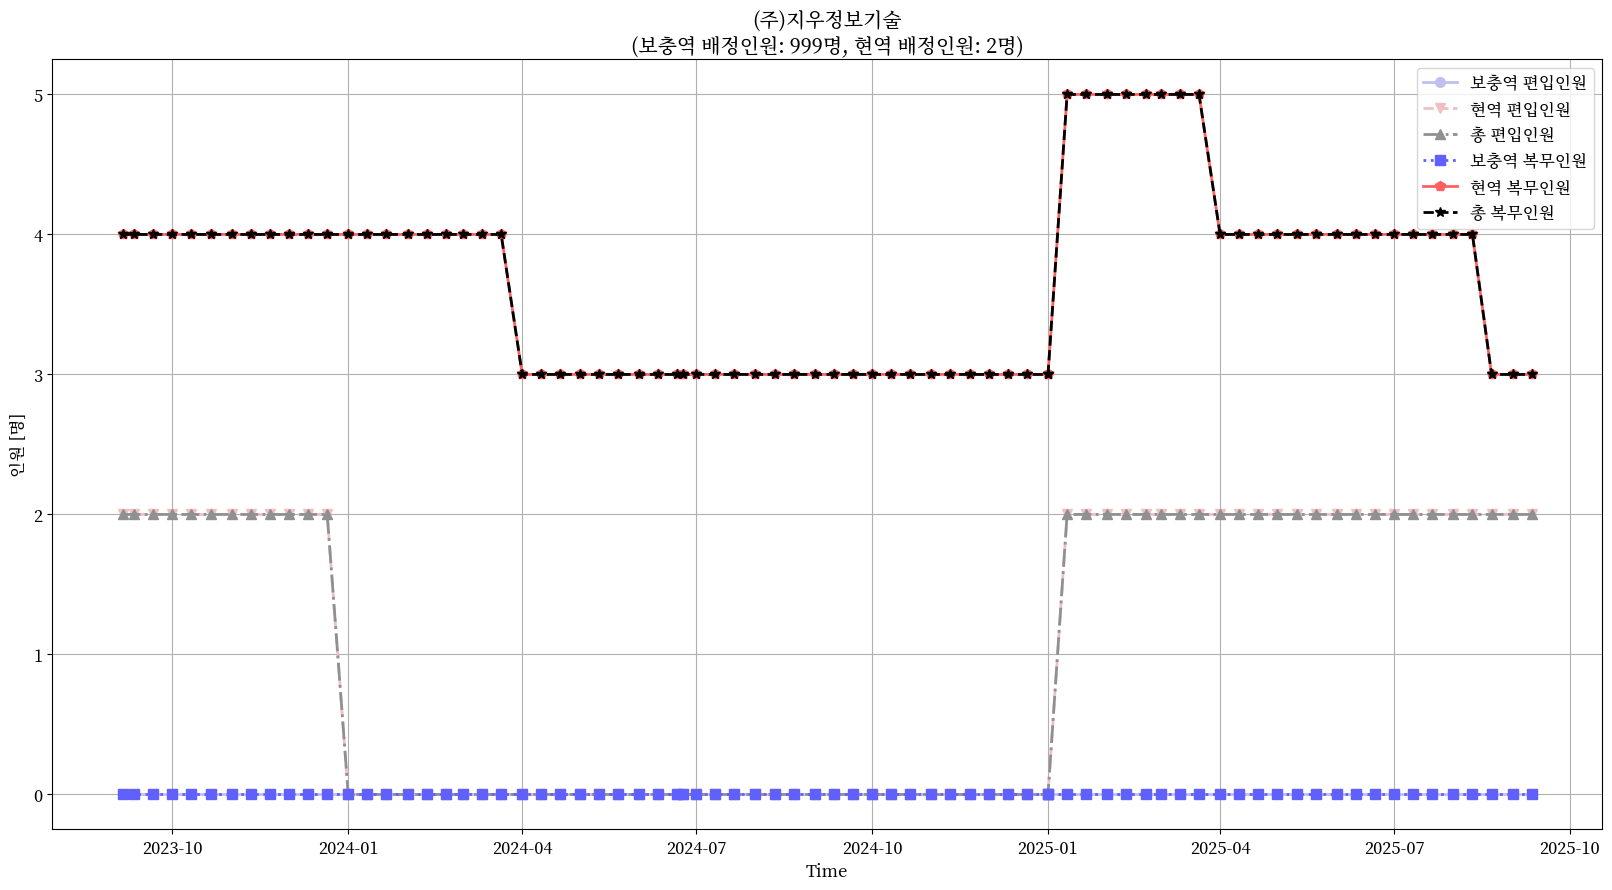 (주)지우정보기술
(보충역 배정인원: 999명, 현역 배정인원: 2명)
보충역 편입인원
현역 편입인원
총 편입인원
보충역 복무인원
현역 복무인원
총 복무인원
5
4
3
2
1
0
인원 [명]
2023-10
2024-01
2024-04
2024-07
2024-10
2025-01
2025-04
2025-07
2025-10
Time